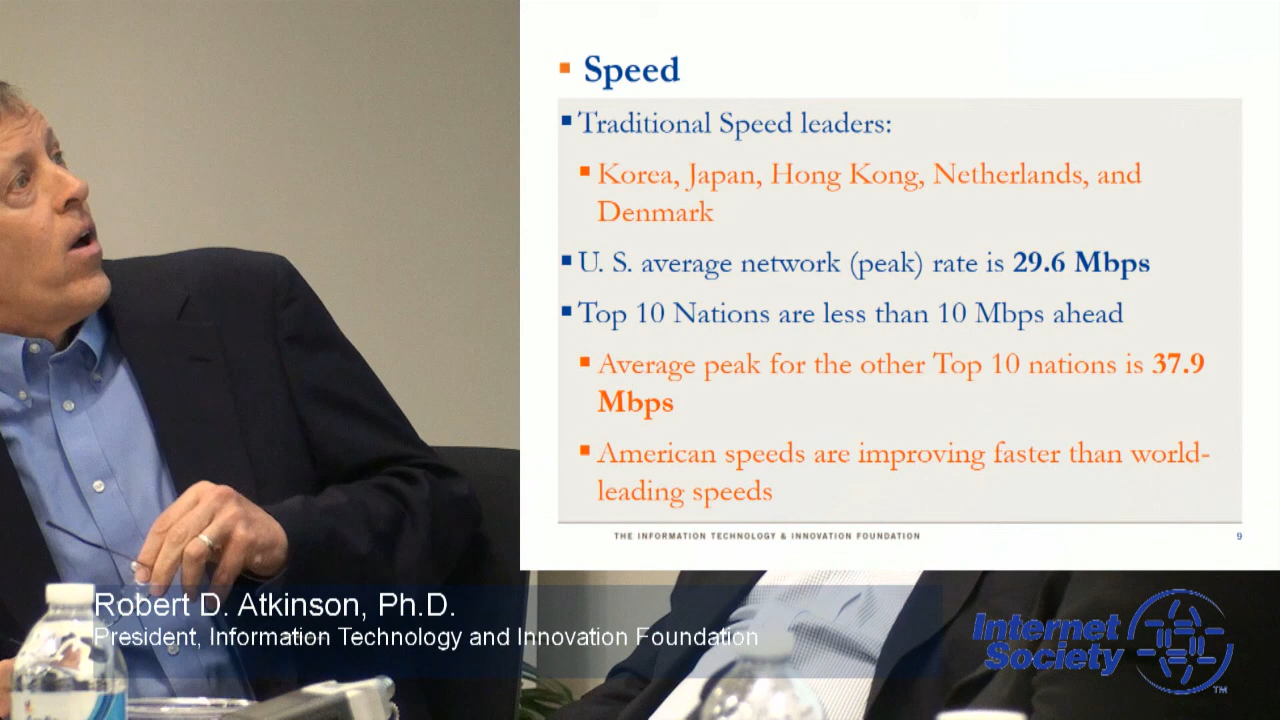 Speed
Traditional Speed leaders:
Korea, Japan, Hong Kong, Netherlands, and
Denmark
U. S. average network (peak) rate is 29.6 Mbps
Top 10 Nations are less than 10 Mbps ahead
Average peak for the other Top 10 nations is 37.9
Mbps
American speeds are improving faster than world-
leading speeds
THE INFORMATION TECHNOLOGY & INNOVATION FOUNDATION
9
Robert D. Atkinson, Ph.D.
President, Information Technology and Innovation Foundation
Internet
Society
TM